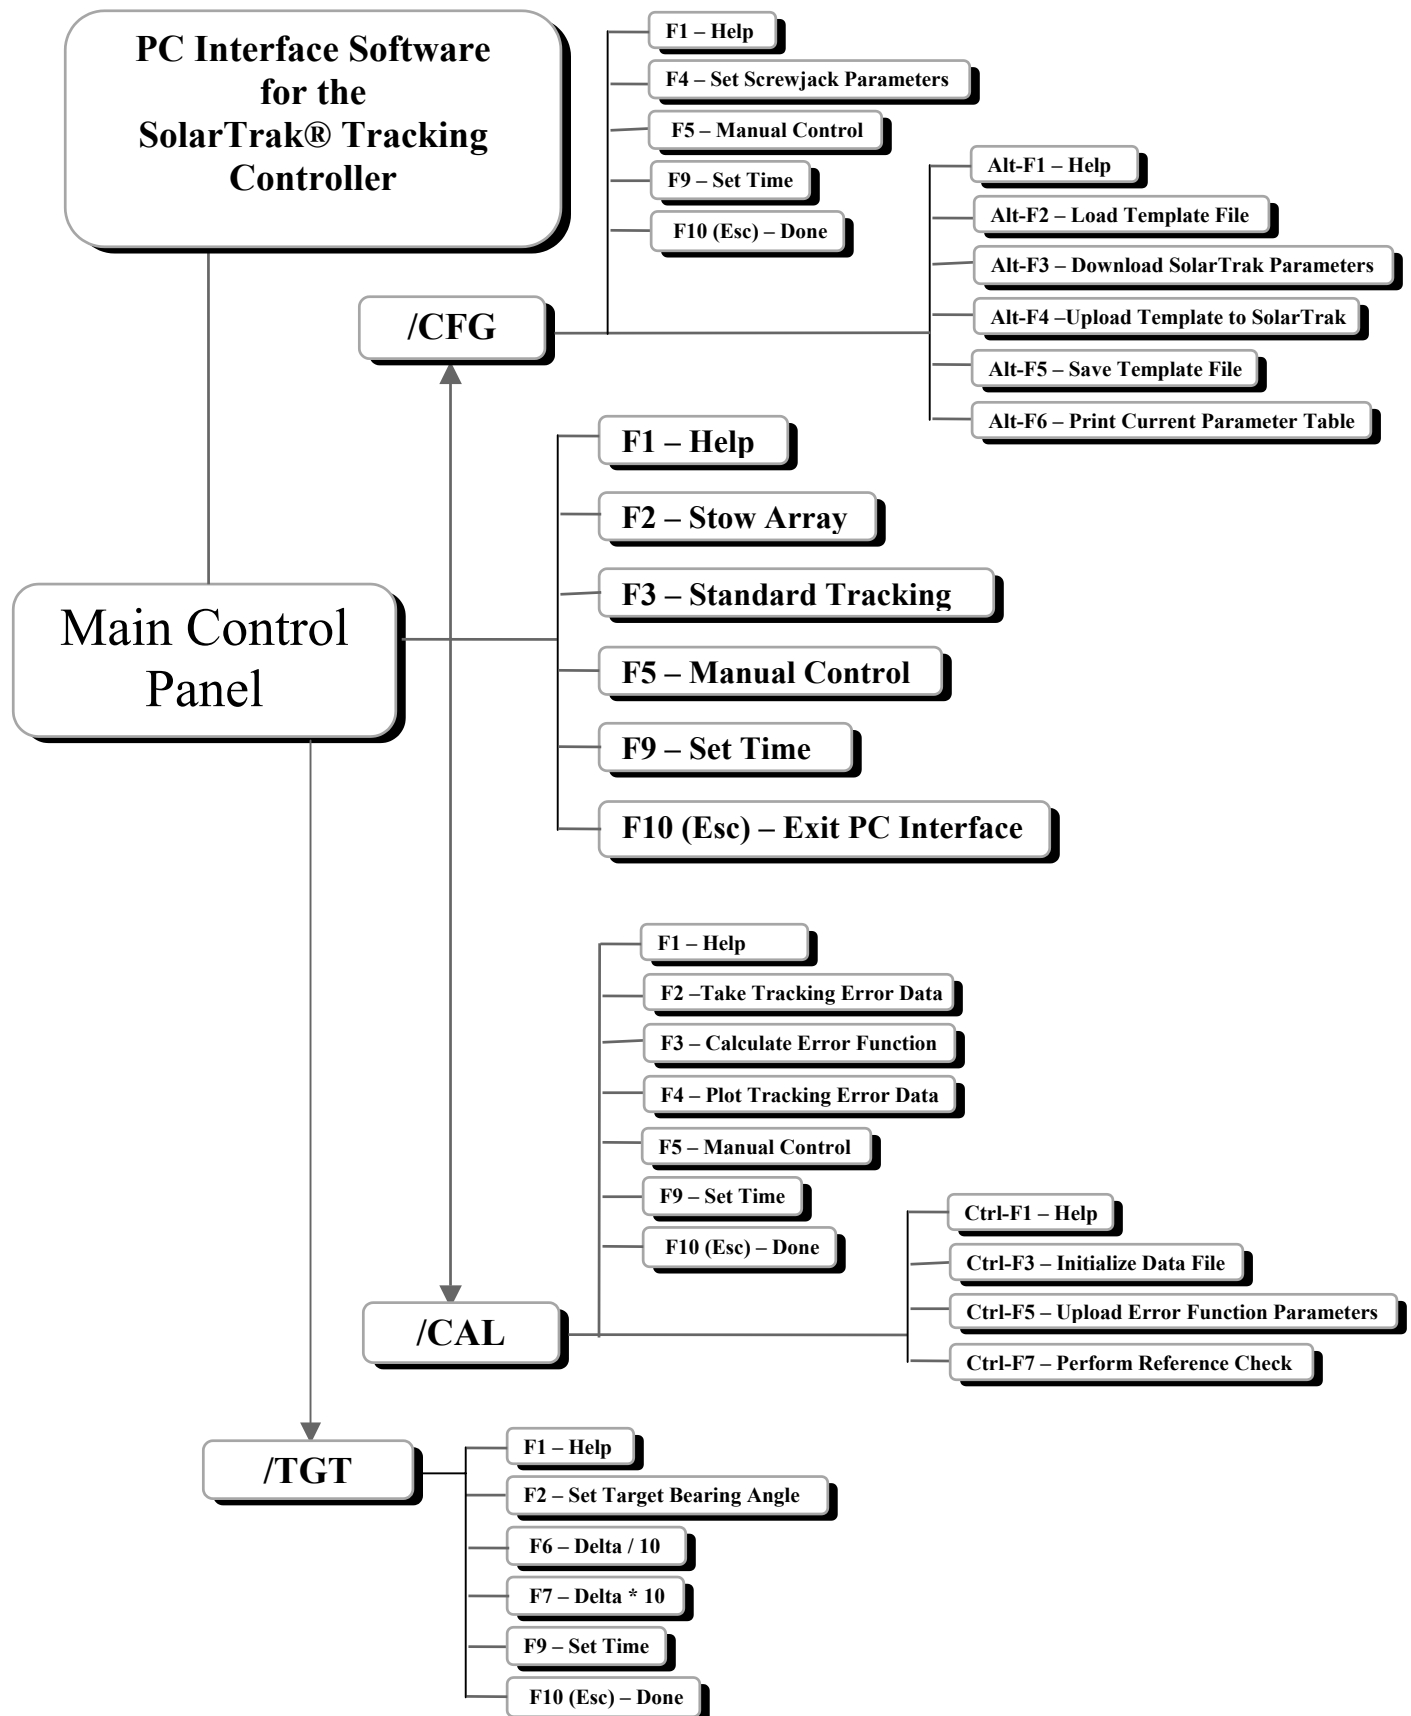 PC Interface Software
for the
SolarTrak® Tracking
Controller
F1 – Help
F4 – Set Screwjack Parameters
F5 – Manual Control
F9 – Set Time
F10 (Esc) – Done
Alt-F1 – Help
Alt-F2 – Load Template File
Alt-F3 – Download SolarTrak Parameters
Alt-F4 –Upload Template to SolarTrak
Alt-F5 – Save Template File
Alt-F6 – Print Current Parameter Table
/CFG
F1 – Help
F2 – Stow Array
F3 – Standard Tracking
F5 – Manual Control
F9 – Set Time
F10 (Esc) – Exit PC Interface
Main Control
Panel
F1 – Help
F2 –Take Tracking Error Data
F3 – Calculate Error Function
F4 – Plot Tracking Error Data
F5 – Manual Control
F9 – Set Time
F10 (Esc) – Done
Ctrl-F1 – Help
Ctrl-F3 – Initialize Data File
Ctrl-F5 – Upload Error Function Parameters
Ctrl-F7 – Perform Reference Check
/CAL
/TGT
F1 – Help
F2 – Set Target Bearing Angle
F6 – Delta / 10
F7 – Delta * 10
F9 – Set Time
F10 (Esc) – Done